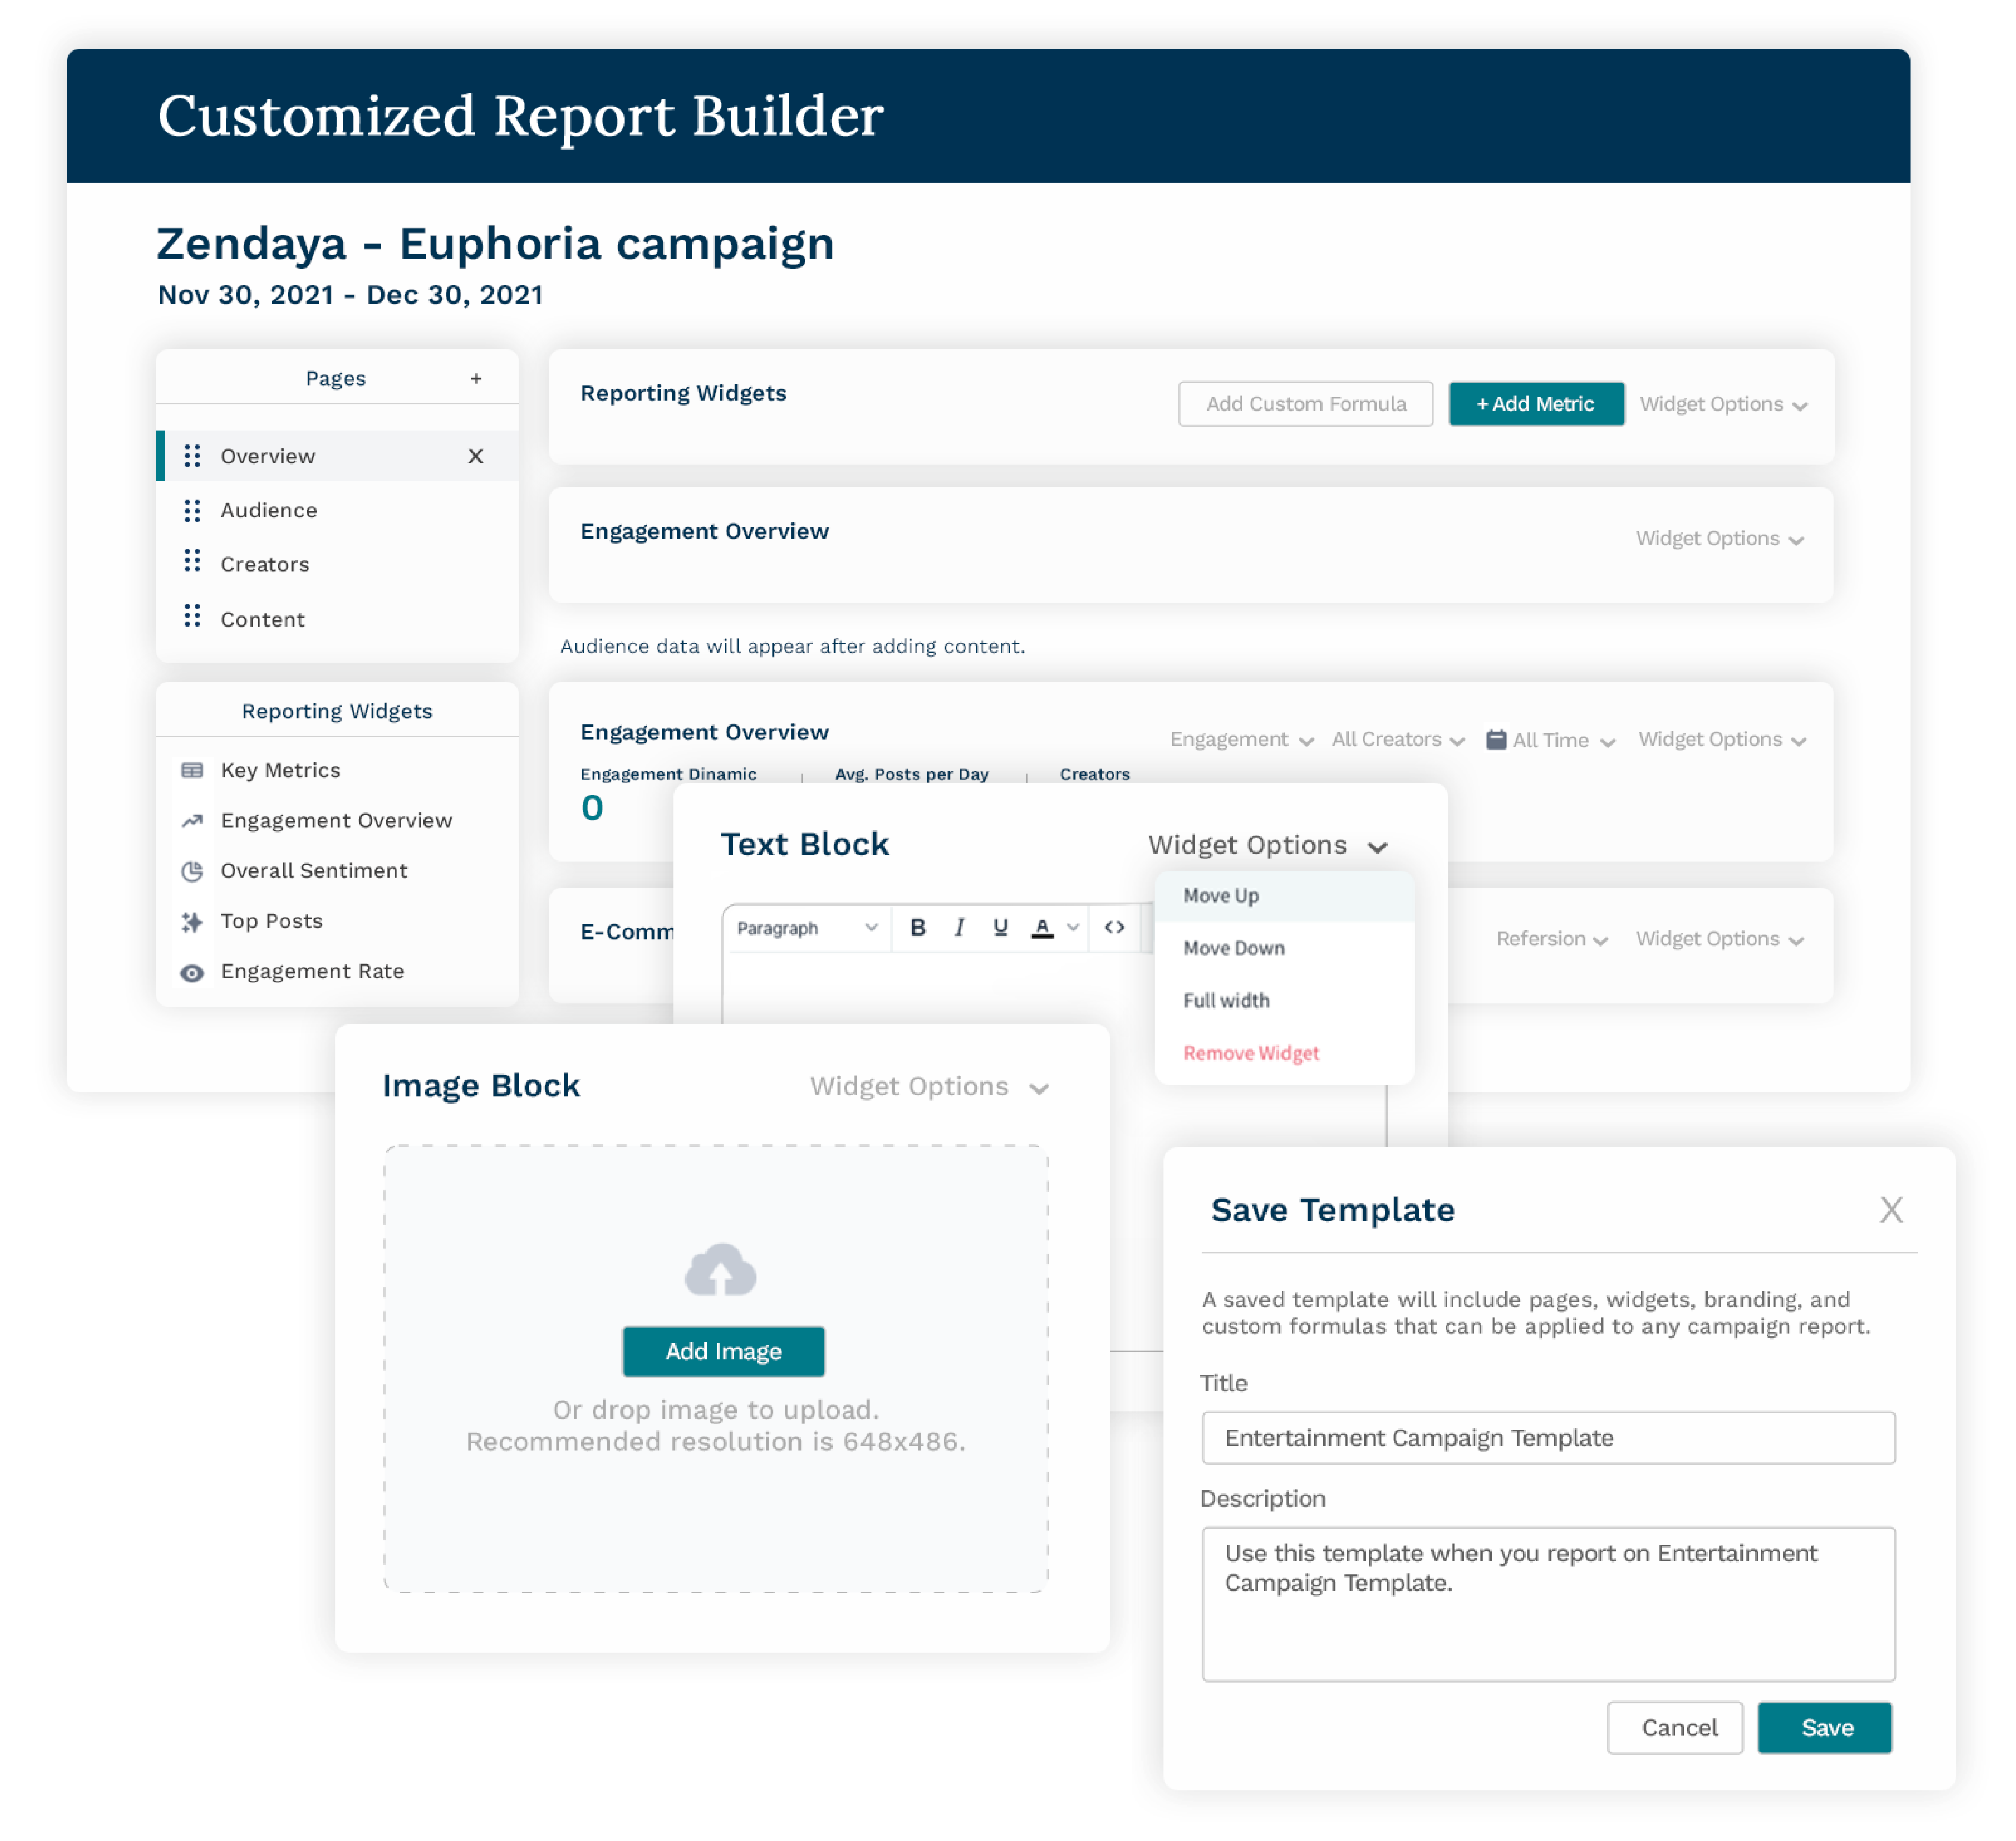 Customized Report Builder
Zendaya - Euphoria campaign
Nov 30, 2021 - Dec 30, 2021
Pages +
Overview X
Audience
Creators
Content
Reporting Widgets
Key Metrics
Engagement Overview
Overall Sentiment
Top Posts
Engagement Rate
Reporting Widgets Add Custom Formula + Add Metric Widget Options
Engagement Overview Widget Options
Audience data will appear after adding content.
Engagement Overview Engagement All Creators All Time Widget Options
Engagement Dinamic Avg. Posts per Day Creators
0
E-Comm Refersion Widget Options
Text Block Widget Options
Paragraph B I U A <>
Move Up
Move Down
Full width
Remove Widget
Image Block Widget Options
Add Image
Or drop image to upload.
Recommended resolution is 648x486.
Save Template X
A saved template will include pages, widgets, branding, and
custom formulas that can be applied to any campaign report.
Title
Entertainment Campaign Template
Description
Use this template when you report on Entertainment
Campaign Template.
Cancel Save